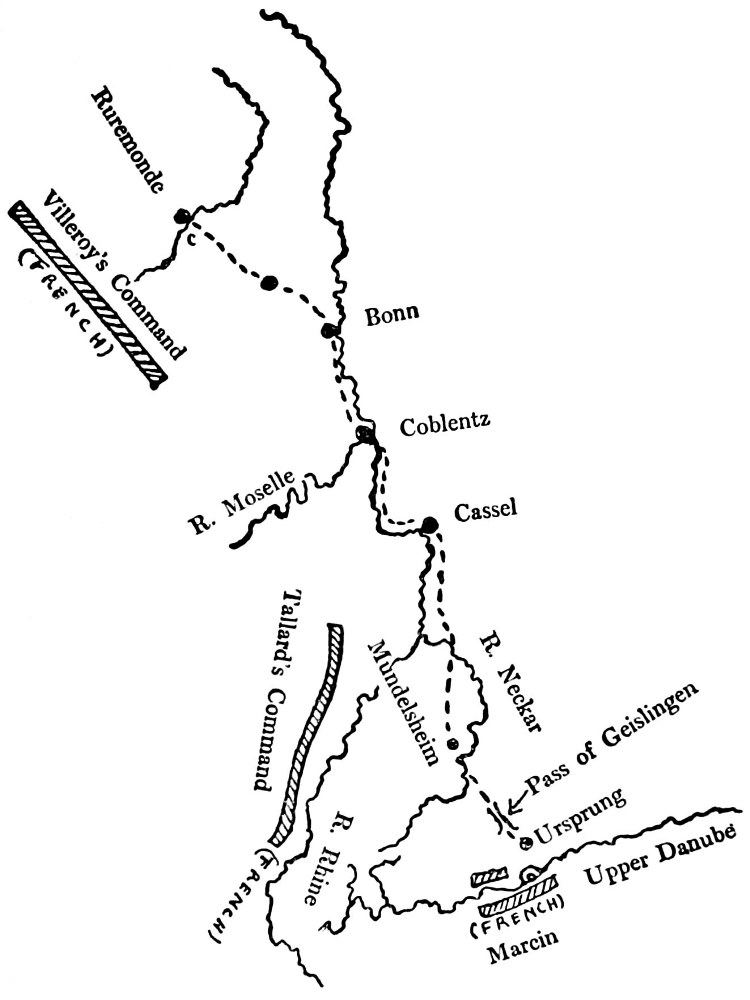 Ruremonde
Villeroy's Command
(FRENCH)
c
Bonn
Coblentz
R. Moselle
Cassel
Tallard's Command
(FRENCH)
Mundelsheim
R. Neckar
Pass of Geislingen
Ursprung
R. Rhine
Upper Danube
(FRENCH)
Marcin